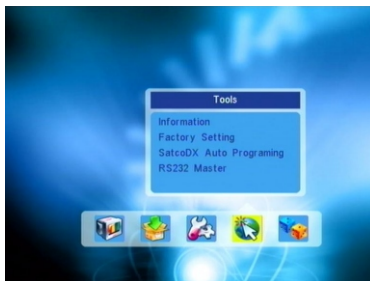 Tools
Information
Factory Setting
SatcoDX Auto Programing
RS232 Master